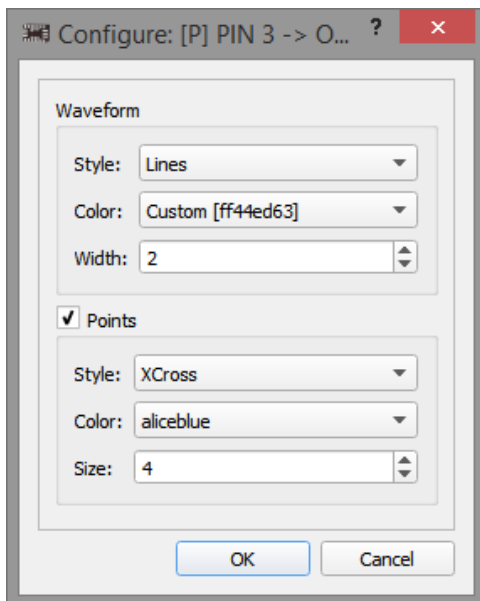 Configure: [P] PIN 3 -> O... ? ×
Waveform
Style: Lines
Color: Custom [ff44ed63]
Width: 2
Points
Style: XCross
Color: aliceblue
Size: 4
OK Cancel